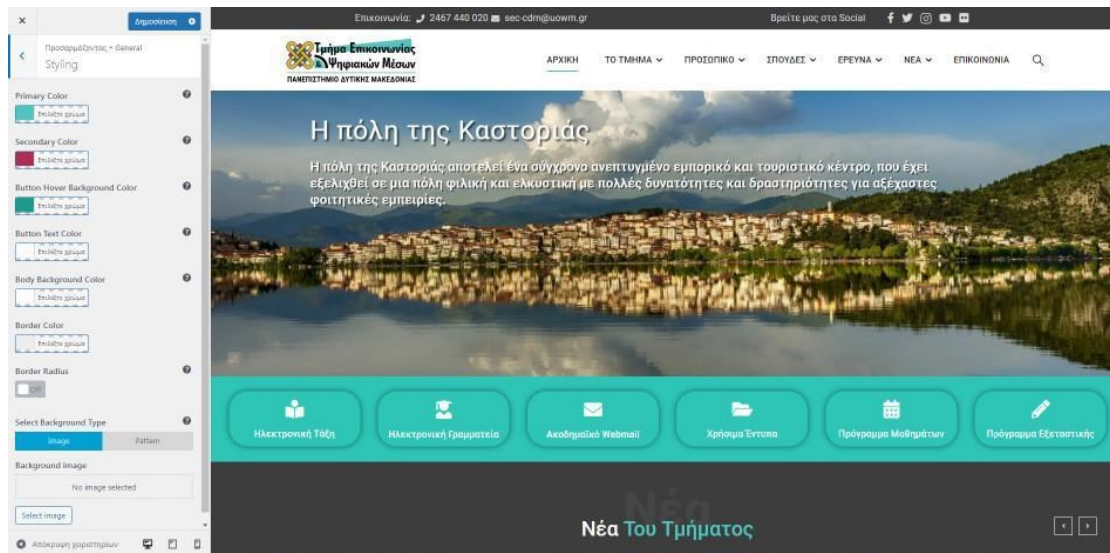 Δημοσίευση
Προσαρμόζοντας • General
Styling
Primary Color
Επιλέξτε χρώμα
Secondary Color
Επιλέξτε χρώμα
Button Hover Background Color
Επιλέξτε χρώμα
Button Text Color
Επιλέξτε χρώμα
Body Background Color
Επιλέξτε χρώμα
Border Color
Επιλέξτε χρώμα
Border Radius
Off
Select Background Type
Image Pattern
Background image
No image selected
Select image
Απόκρυψη χειριστηρίων
Επικοινωνία: 2467 440 020 sec-cdm@uowm.gr Βρείτε μας στα Social
Τμήμα Επικοινωνίας
& Ψηφιακών Μέσων
ΠΑΝΕΠΙΣΤΗΜΙΟ ΔΥΤΙΚΗΣ ΜΑΚΕΔΟΝΙΑΣ
ΑΡΧΙΚΗ ΤΟ ΤΜΗΜΑ ΠΡΟΣΩΠΙΚΟ ΣΠΟΥΔΕΣ ΕΡΕΥΝΑ ΝΕΑ ΕΠΙΚΟΙΝΩΝΙΑ
Η πόλη της Καστοριάς
Η πόλη της Καστοριάς αποτελεί ένα σύγχρονο ανεπτυγμένο εμπορικό και τουριστικό κέντρο, που έχει
εξελιχθεί σε μια πόλη φιλική και ελκυστική με πολλές δυνατότητες και δραστηριότητες για αξέχαστες
φοιτητικές εμπειρίες.
Ηλεκτρονική Τάξη Ηλεκτρονική Γραμματεία Ακαδημαϊκό Webmail Χρήσιμα Έντυπα Πρόγραμμα Μαθημάτων Πρόγραμμα Εξεταστικής
Νέα
Νέα Του Τμήματος